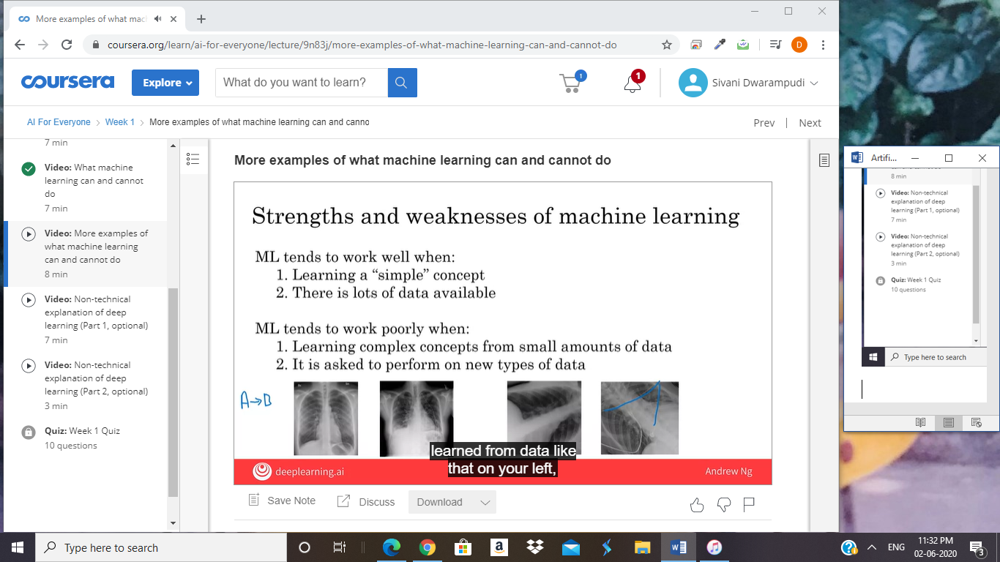 More examples of what mac
coursera.org/learn/ai-for-everyone/lecture/9n83j/more-examples-of-what-machine-learning-can-and-cannot-do
D
coursera
Explore
What do you want to learn?
1
1
Sivani Dwarampudi
AI For Everyone
Week 1
More examples of what machine learning can and canno
Prev
Next
7 min
Video: What machine
learning can and cannot
do
7 min
Video: More examples of
what machine learning
can and cannot do
8 min
Video: Non-technical
explanation of deep
learning (Part 1, optional)
7 min
Video: Non-technical
explanation of deep
learning (Part 2, optional)
3 min
Quiz: Week 1 Quiz
10 questions
More examples of what machine learning can and cannot do
Strengths and weaknesses of machine learning
ML tends to work well when:
1. Learning a “simple” concept
2. There is lots of data available
ML tends to work poorly when:
1. Learning complex concepts from small amounts of data
2. It is asked to perform on new types of data
A→B
learned from data like
that on your left,
deeplearning.ai
Andrew Ng
Save Note
Discuss
Download
Artifi...
8 min
Video: Non-technical
explanation of deep
learning (Part 1, optional)
7 min
Video: Non-technical
explanation of deep
learning (Part 2, optional)
3 min
Quiz: Week 1 Quiz
10 questions
Type here to search
Type here to search
ENG
11:32 PM
02-06-2020
3